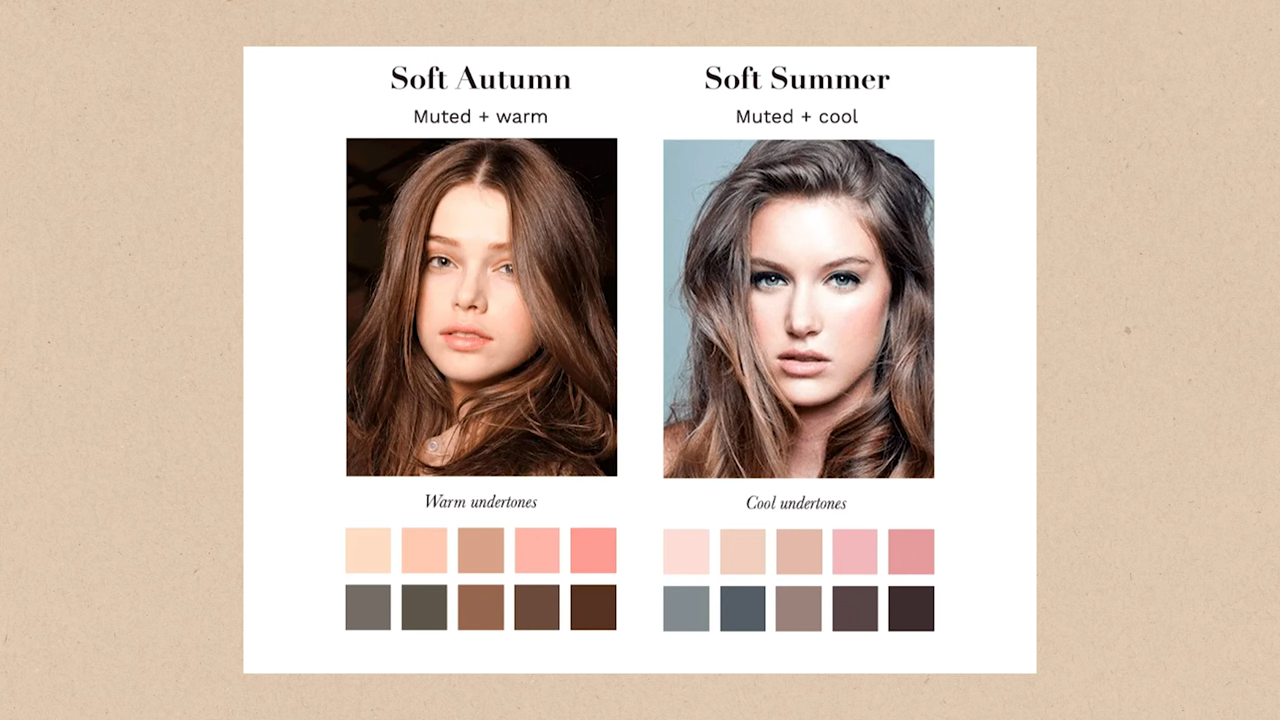 Soft Autumn
Muted + warm
Warm undertones
Soft Summer
Muted + cool
Cool undertones